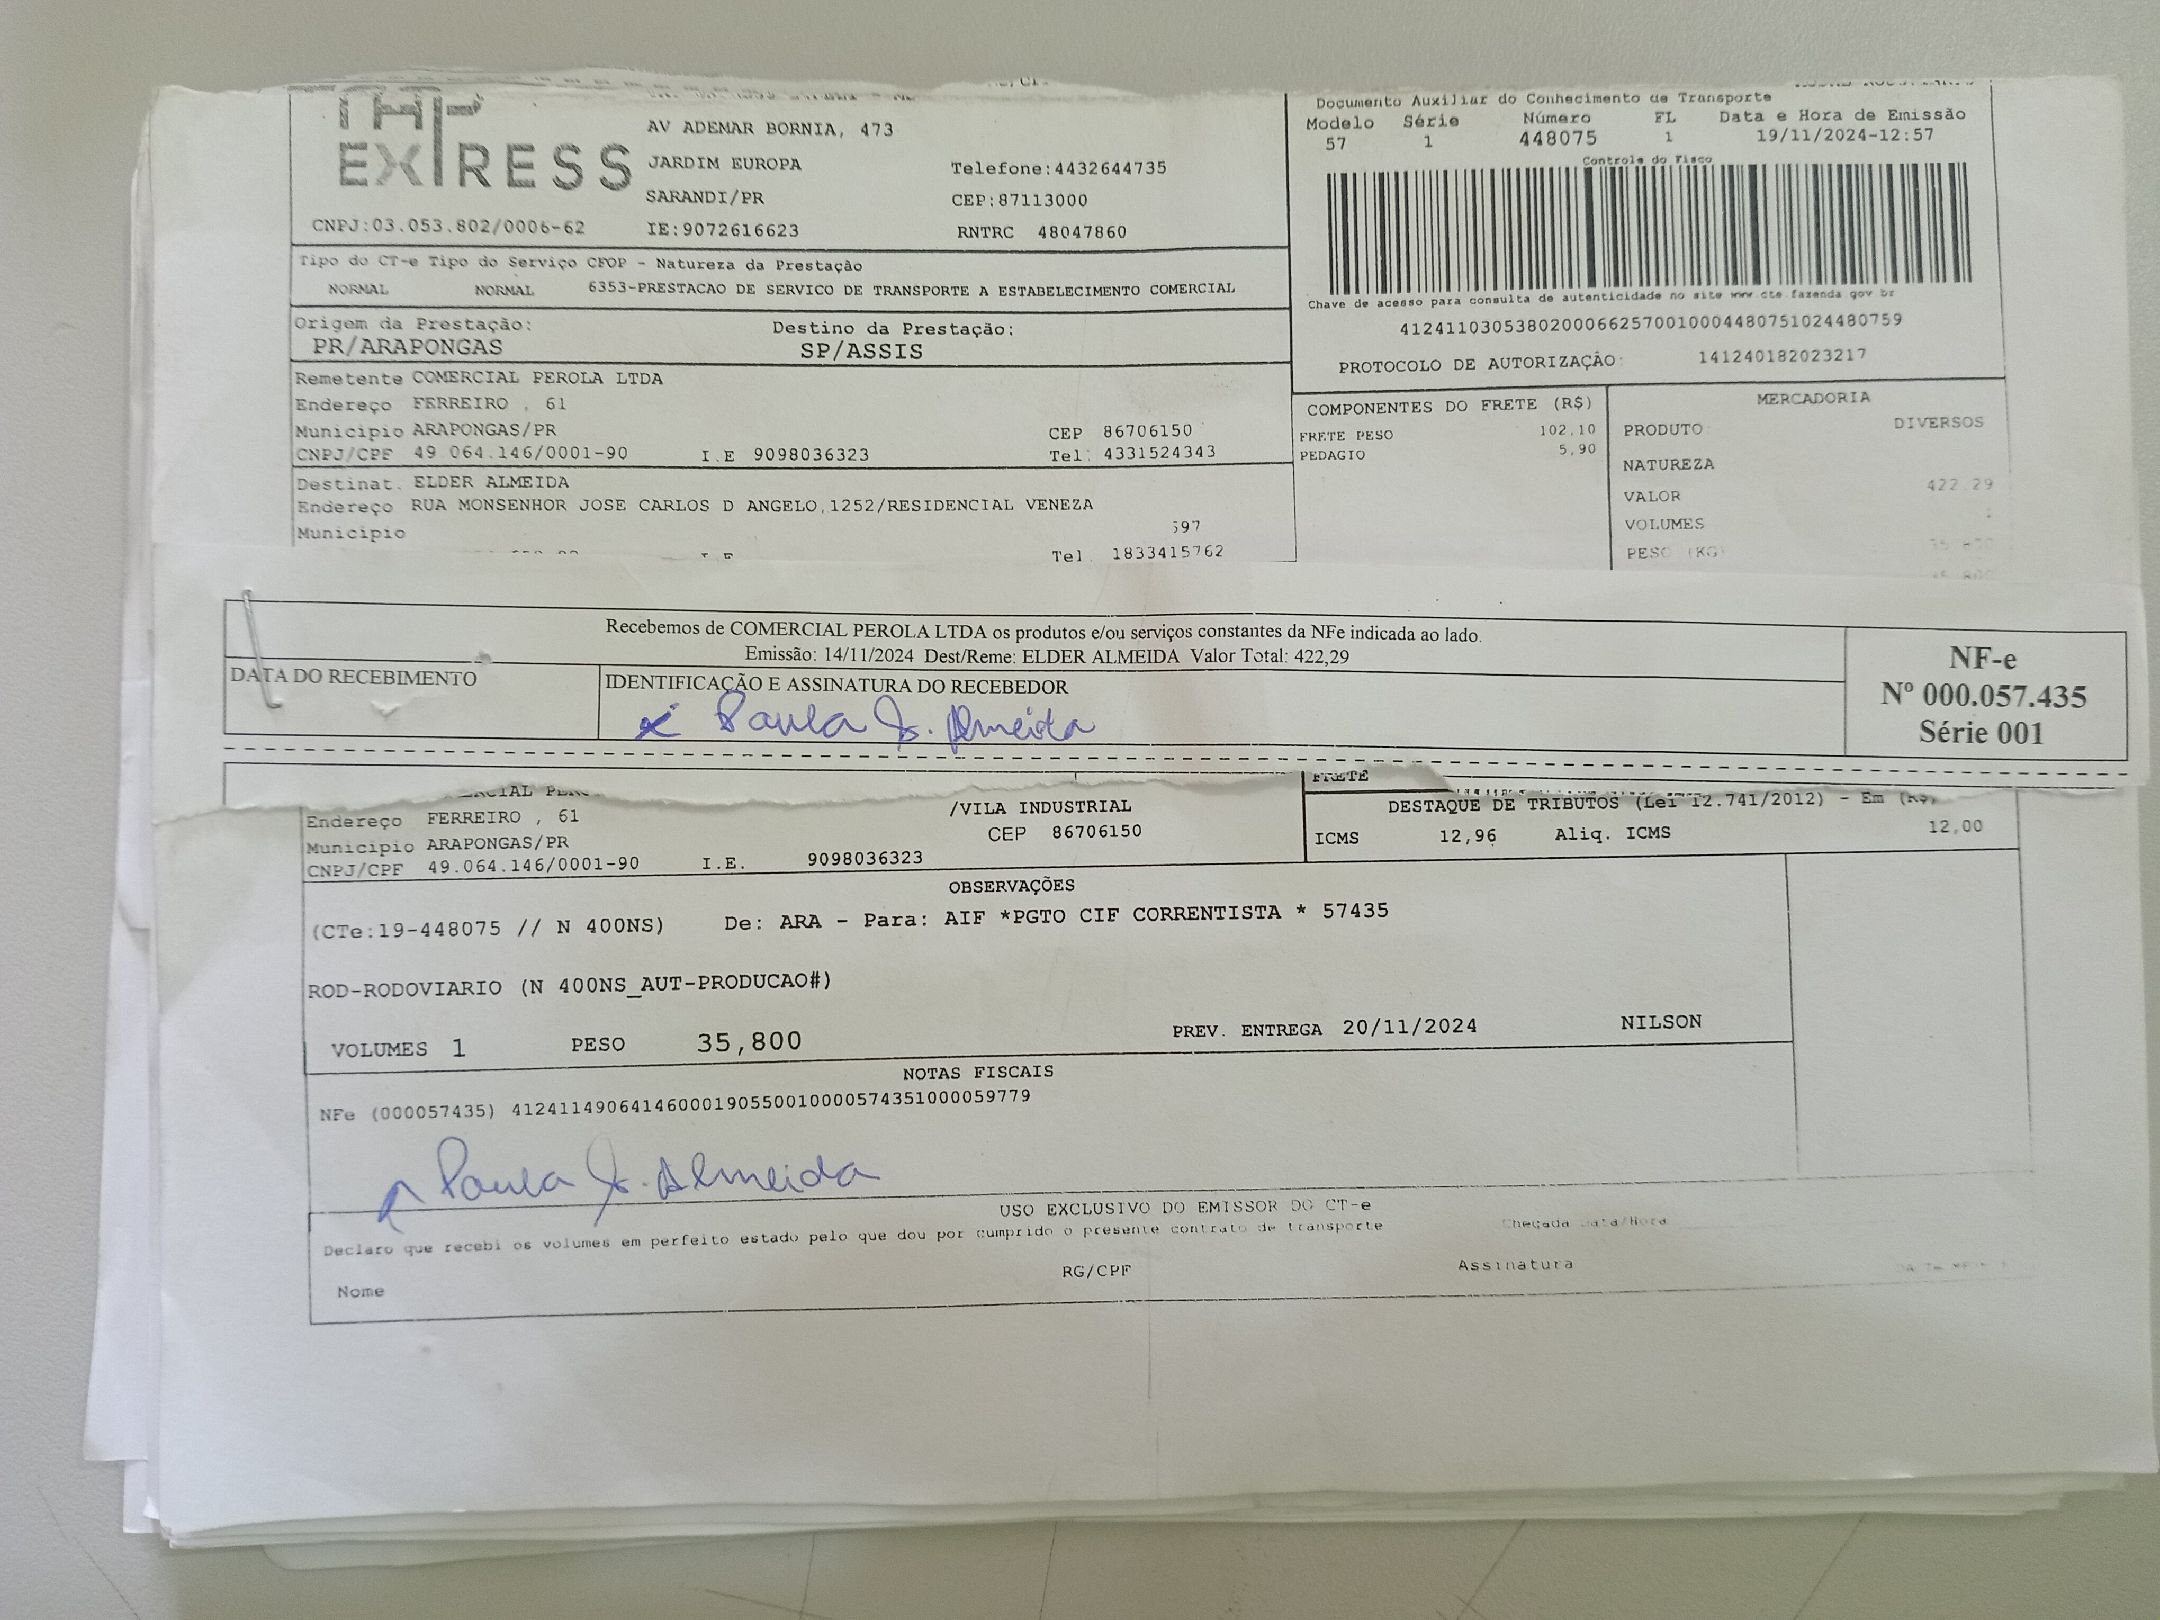 EXPRESS
AV ADEMAR BORNIA, 473
JARDIM EUROPA Telefone:4432644735
SARANDI/PR CEP:87113000
CNPJ:03.053.802/0006-62 IE:9072616623 RNTRC 48047860
Documento Auxiliar do Conhecimento de Transporte
Modelo Série Número FL Data e Hora de Emissão
57 1 448075 1 19/11/2024-12:57
Controle do Fisco
Chave de acesso para consulta de autenticidade no site www.cte.fazenda.gov.br
41241103053802000662570010004480751024480759
PROTOCOLO DE AUTORIZAÇÃO: 141240182023217
Tipo do CT-e Tipo do Serviço CFOP - Natureza da Prestação
NORMAL NORMAL 6353-PRESTACAO DE SERVICO DE TRANSPORTE A ESTABELECIMENTO COMERCIAL
Origem da Prestação: Destino da Prestação:
PR/ARAPONGAS SP/ASSIS
Remetente COMERCIAL PEROLA LTDA
Endereço FERREIRO , 61
Municipio ARAPONGAS/PR CEP 86706150
CNPJ/CPF 49.064.146/0001-90 I.E 9098036323 Tel: 4331524343
Destinat. ELDER ALMEIDA
Endereço RUA MONSENHOR JOSE CARLOS D ANGELO,1252/RESIDENCIAL VENEZA
Municipio 597
Tel 1833415762
COMPONENTES DO FRETE (R$)
FRETE PESO 102,10
PEDAGIO 5,90
MERCADORIA
PRODUTO: DIVERSOS
NATUREZA
VALOR 422.29
VOLUMES
PESO (KG)
Recebemos de COMERCIAL PEROLA LTDA os produtos e/ou serviços constantes da NFe indicada ao lado.
Emissão: 14/11/2024 Dest/Reme: ELDER ALMEIDA Valor Total: 422,29
DATA DO RECEBIMENTO IDENTIFICAÇÃO E ASSINATURA DO RECEBEDOR
Paula J. Almeida
NF-e
Nº 000.057.435
Série 001
FRETE
/VILA INDUSTRIAL
Endereço FERREIRO , 61 CEP 86706150
Municipio ARAPONGAS/PR
CNPJ/CPF 49.064.146/0001-90 I.E. 9098036323
DESTAQUE DE TRIBUTOS (Lei 12.741/2012) - Em (R$)
ICMS 12,96 Aliq. ICMS 12,00
OBSERVAÇÕES
(CTe:19-448075 // N 400NS) De: ARA - Para: AIF *PGTO CIF CORRENTISTA * 57435
ROD-RODOVIARIO (N 400NS_AUT-PRODUCAO#)
VOLUMES 1 PESO 35,800 PREV. ENTREGA 20/11/2024 NILSON
NOTAS FISCAIS
NFe (000057435) 41241149064146000190550010000574351000059779
Paula J. Almeida
USO EXCLUSIVO DO EMISSOR DO CT-e
Declaro que recebi os volumes em perfeito estado pelo que dou por cumprido o presente contrato de transporte Chegada Data/Hora
Nome RG/CPF Assinatura